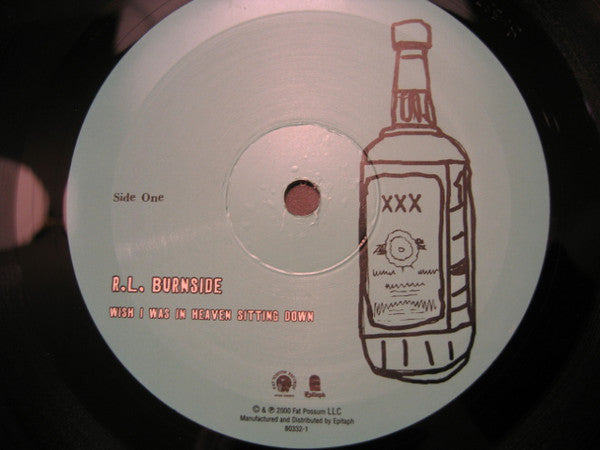 Side One
XXX
R.L. BURNSIDE
WISH I WAS IN HEAVEN SITTING DOWN
Epitaph
© & ℗ 2000 Fat Possum LLC
Manufactured and Distributed by Epitaph
80332-1